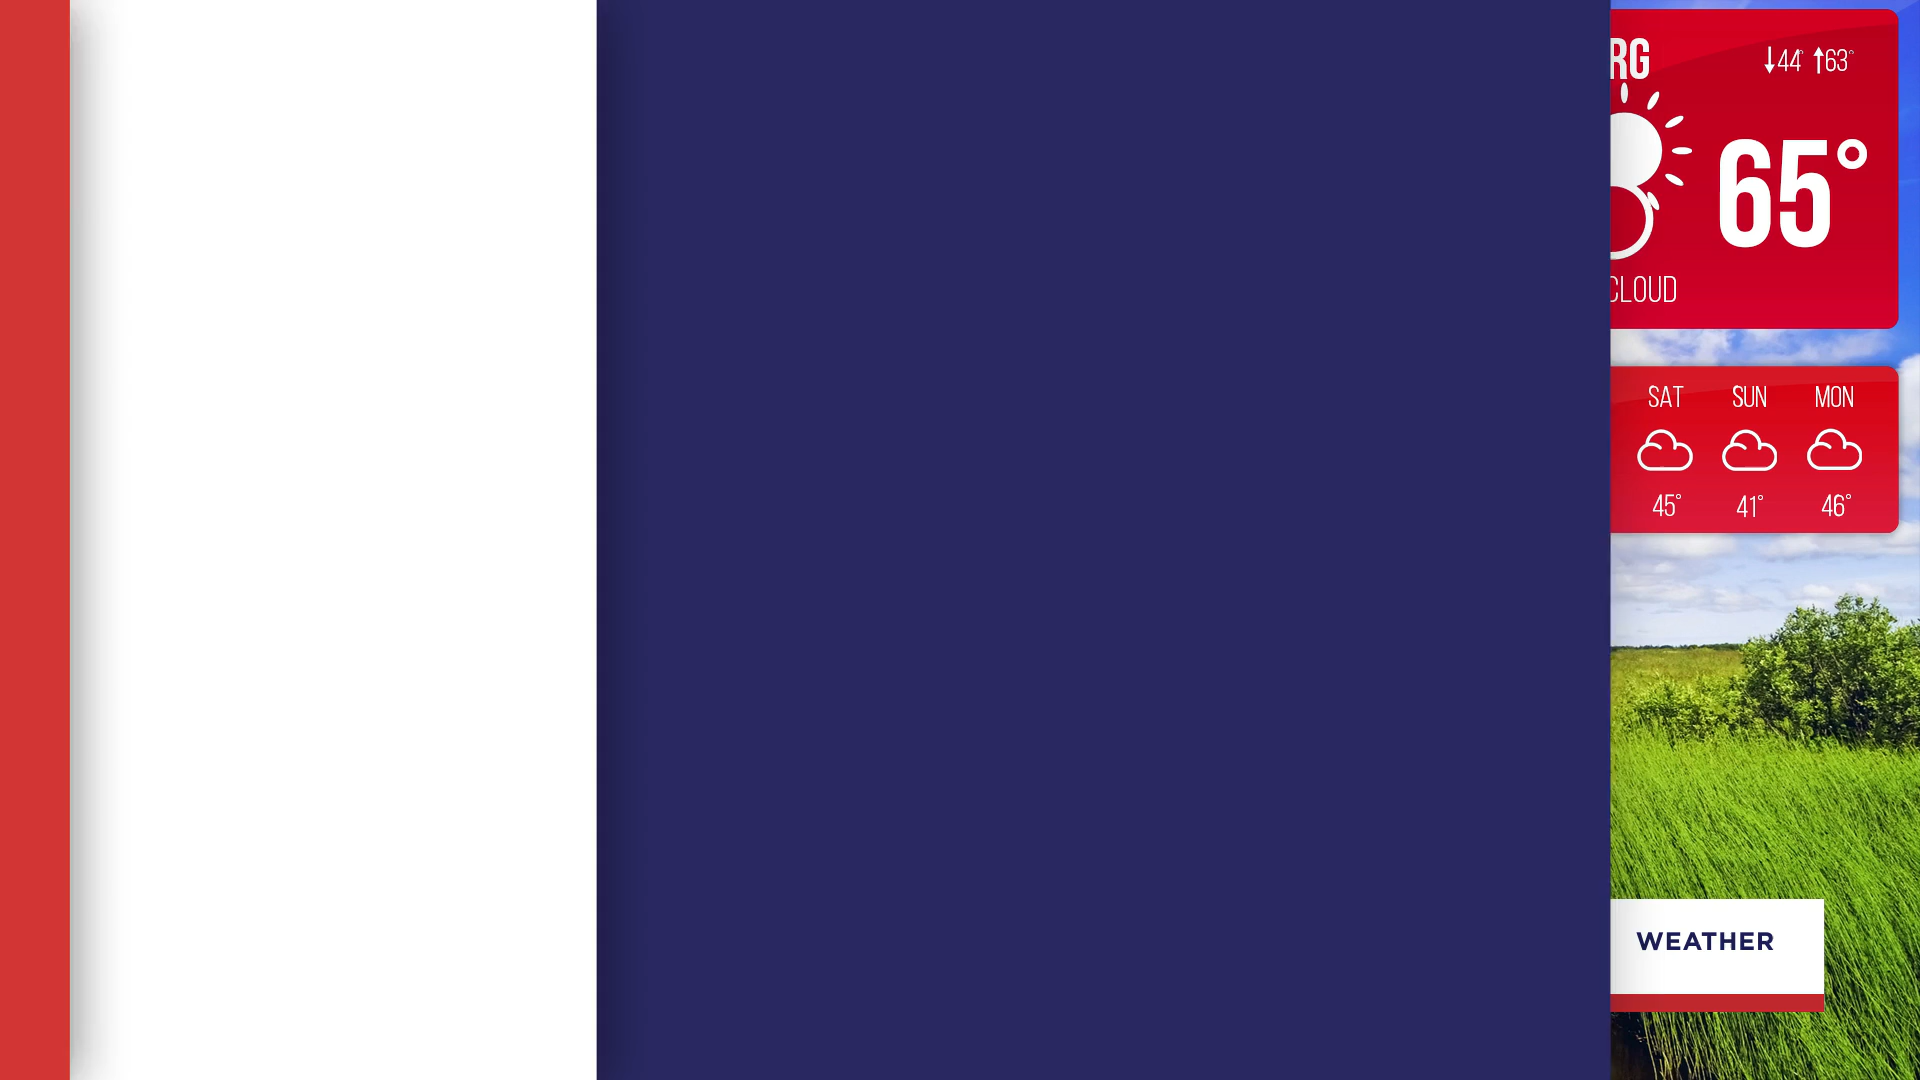 RG
↓44° ↑63°
65°
CLOUD
SAT SUN MON
45° 41° 46°
WEATHER